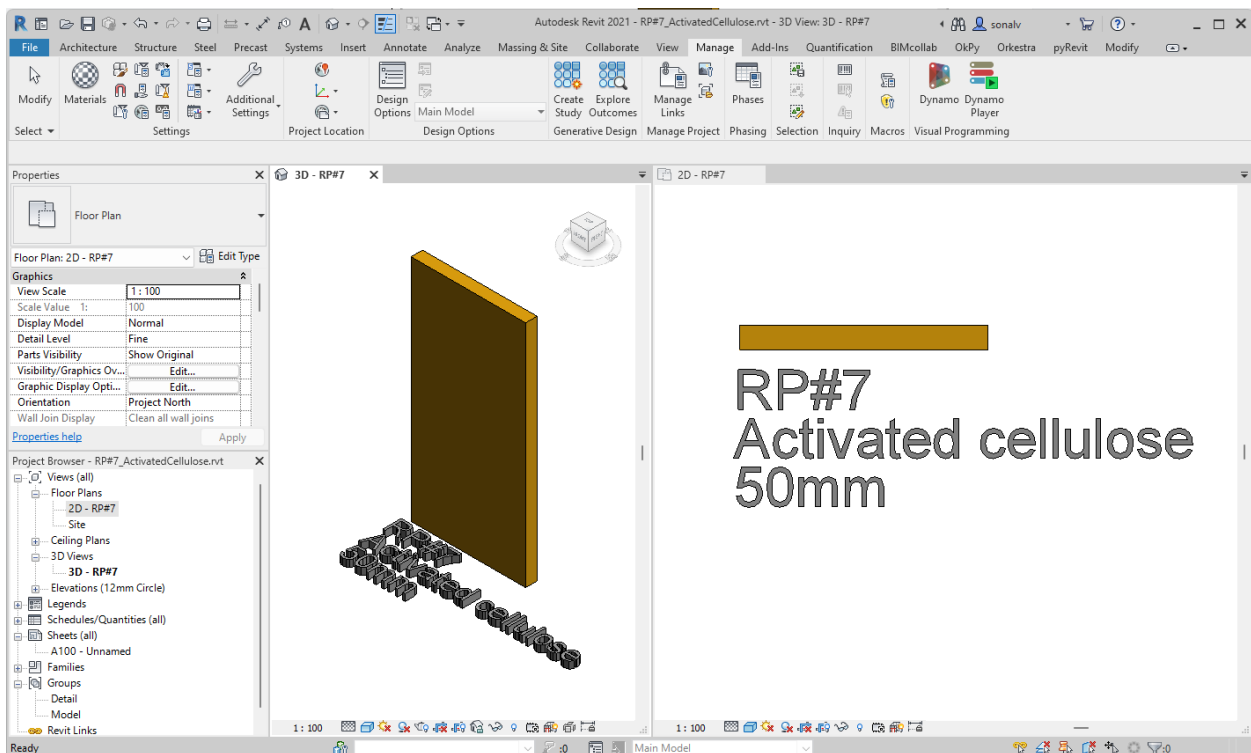 Autodesk Revit 2021 - RP#7_ActivatedCellulose.rvt - 3D View: 3D - RP#7
sonalv
File Architecture Structure Steel Precast Systems Insert Annotate Analyze Massing & Site Collaborate View Manage Add-Ins Quantification BIMcollab OkPy Orkestra pyRevit Modify
Modify Materials Additional Settings Design Options Main Model Create Study Explore Outcomes Manage Links Phases Dynamo Dynamo Player
Select Settings Project Location Design Options Generative Design Manage Project Phasing Selection Inquiry Macros Visual Programming
Properties
Floor Plan
Floor Plan: 2D - RP#7 Edit Type
Graphics
View Scale 1 : 100
Scale Value 1: 100
Display Model Normal
Detail Level Fine
Parts Visibility Show Original
Visibility/Graphics Ov... Edit...
Graphic Display Opti... Edit...
Orientation Project North
Wall Join Display Clean all wall joins
Properties help Apply
Project Browser - RP#7_ActivatedCellulose.rvt
Views (all)
Floor Plans
2D - RP#7
Site
Ceiling Plans
3D Views
3D - RP#7
Elevations (12mm Circle)
Legends
Schedules/Quantities (all)
Sheets (all)
A100 - Unnamed
Families
Groups
Detail
Model
Revit Links
3D - RP#7
RP#7
Activated cellulose
50mm
1 : 100
2D - RP#7
RP#7
Activated cellulose
50mm
1 : 100
Ready
:0
Main Model
:0